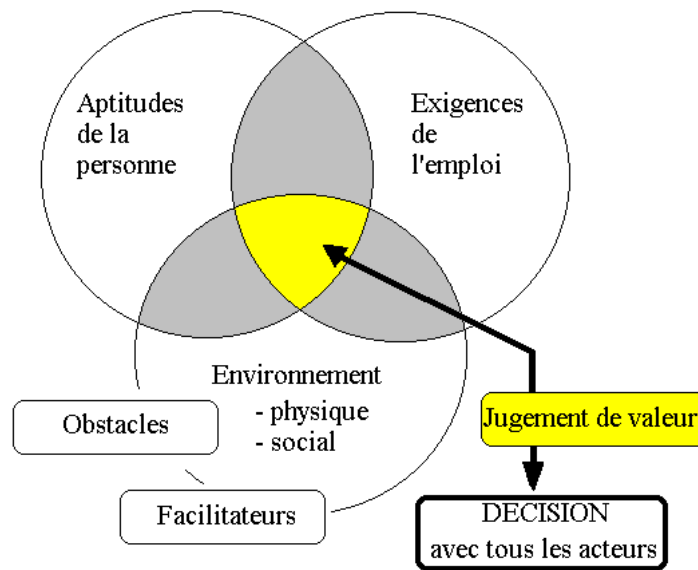 Aptitudes
de la
personne
Exigences
de
l'emploi
Environnement
- physique
- social
Obstacles
Facilitateurs
Jugement de valeur
DECISION
avec tous les acteurs